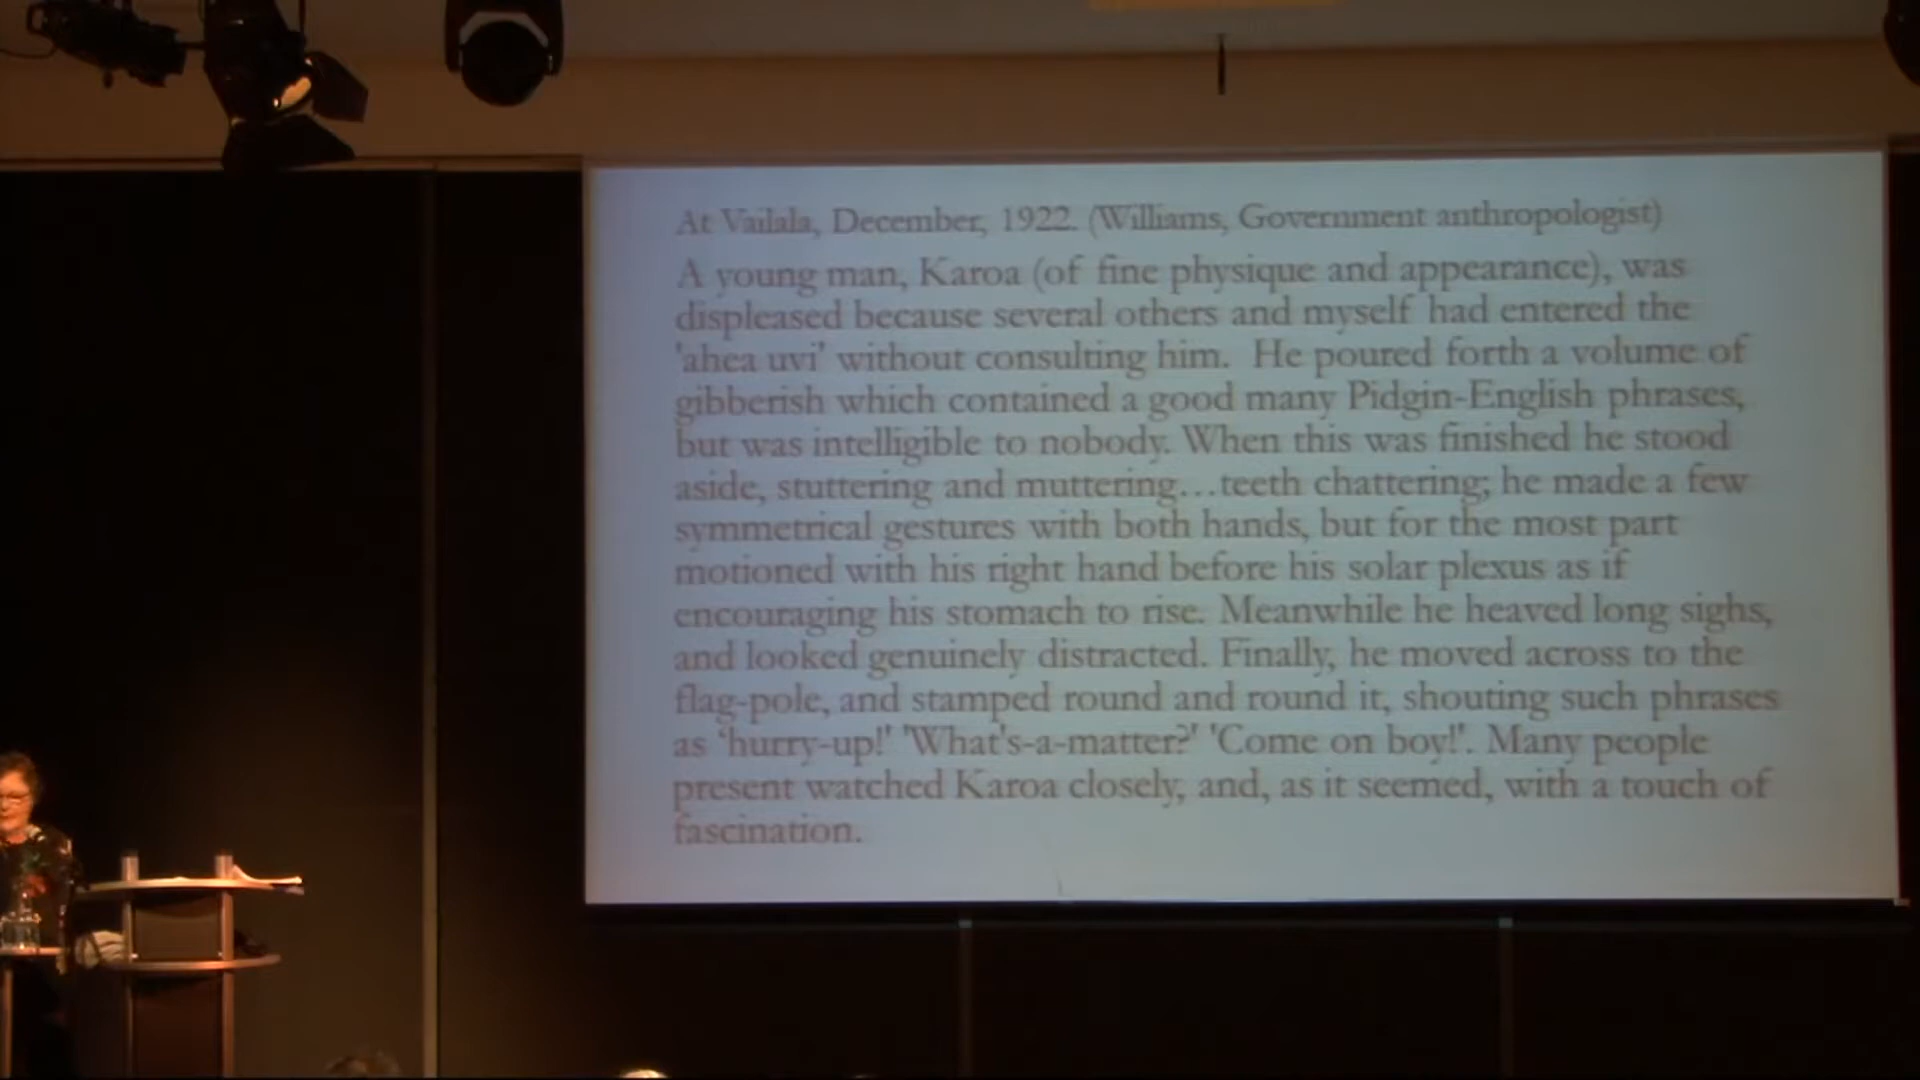 At Vailala, December, 1922. (Williams, Government anthropologist)
A young man, Karoa (of fine physique and appearance), was
displeased because several others and myself had entered the
'ahea uvi' without consulting him. He poured forth a volume of
gibberish which contained a good many Pidgin-English phrases,
but was intelligible to nobody. When this was finished he stood
aside, stuttering and muttering...teeth chattering; he made a few
symmetrical gestures with both hands, but for the most part
motioned with his right hand before his solar plexus as if
encouraging his stomach to rise. Meanwhile he heaved long sighs,
and looked genuinely distracted. Finally, he moved across to the
flag-pole, and stamped round and round it, shouting such phrases
as 'hurry-up!' 'What's-a-matter?' 'Come on boy!'. Many people
present watched Karoa closely, and, as it seemed, with a touch of
fascination.